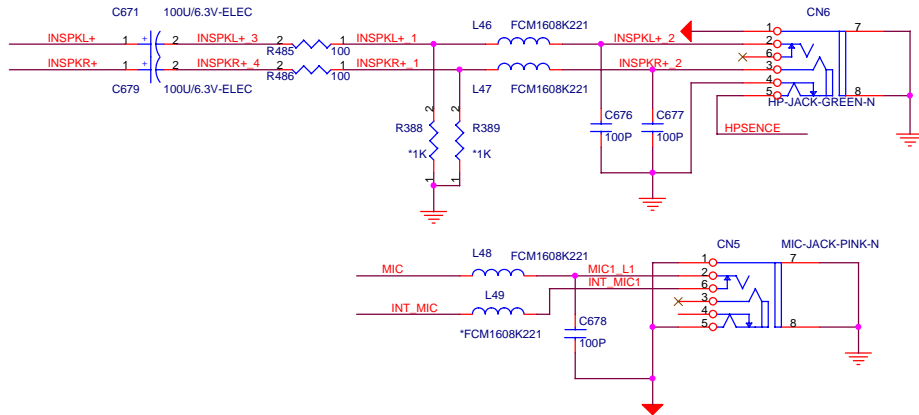 C671 100U/6.3V-ELEC
L46 FCM1608K221
CN6
INSPKL+ 1 2 INSPKL+_3 2 1 INSPKL+_1 INSPKL+_2
R485 100
INSPKR+ 1 2 INSPKR+_4 2 1 INSPKR+_1 INSPKR+_2
R486 100
C679 100U/6.3V-ELEC
L47 FCM1608K221
1 7
2
6
3
4
5 8
HP-JACK-GREEN-N
HPSENCE
2 2
R388 R389
*1K *1K
1 1
C676 C677
100P 100P
CN5 MIC-JACK-PINK-N
L48 FCM1608K221
MIC MIC1_L1
INT_MIC INT_MIC1
L49
*FCM1608K221
C678
100P
1 7
2
6
3
4
5 8